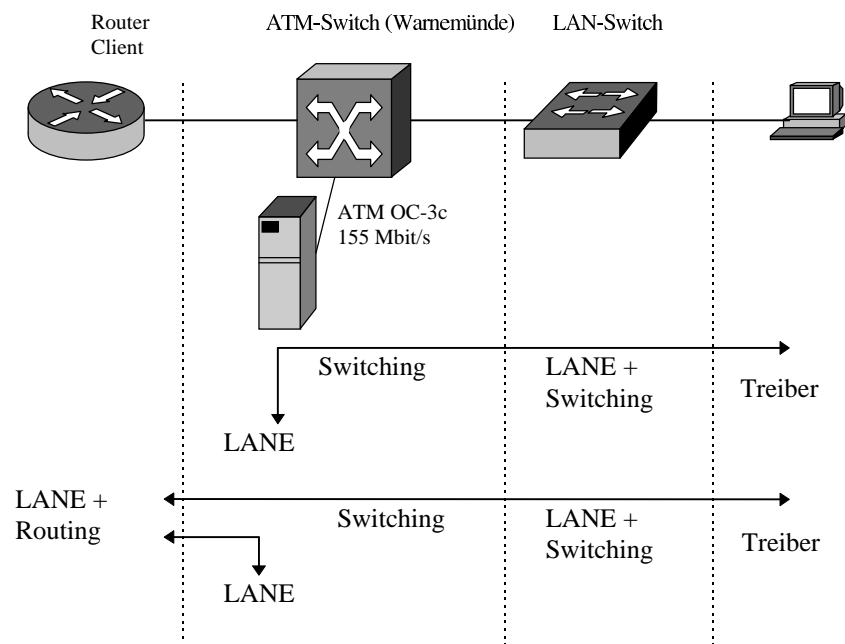 Router
Client
ATM-Switch (Warnemünde)
LAN-Switch
ATM OC-3c
155 Mbit/s
Switching
LANE +
Switching
Treiber
LANE
LANE +
Routing
Switching
LANE +
Switching
Treiber
LANE